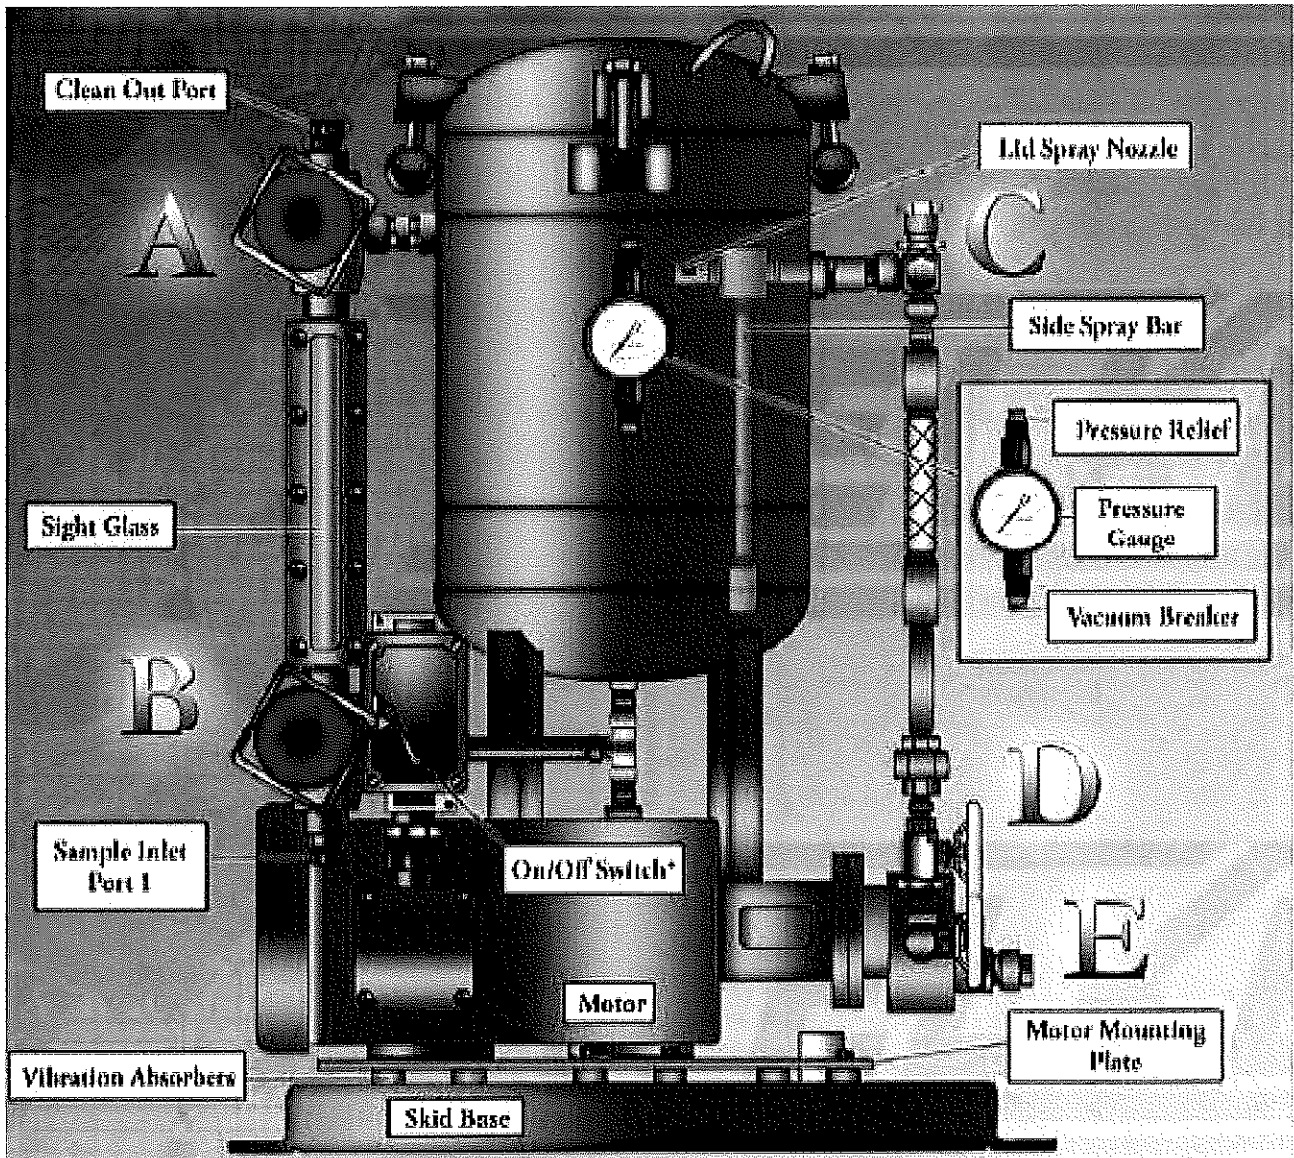 Clean Out Port
Lid Spray Nozzle
A
C
Side Spray Bar
Pressure Relief
Sight Glass
Pressure
Gauge
Vacuum Breaker
B
D
Sample Inlet
Port 1
On/Off Switch*
E
Motor
Motor Mounting
Plate
Vibration Absorbers
Skid Base